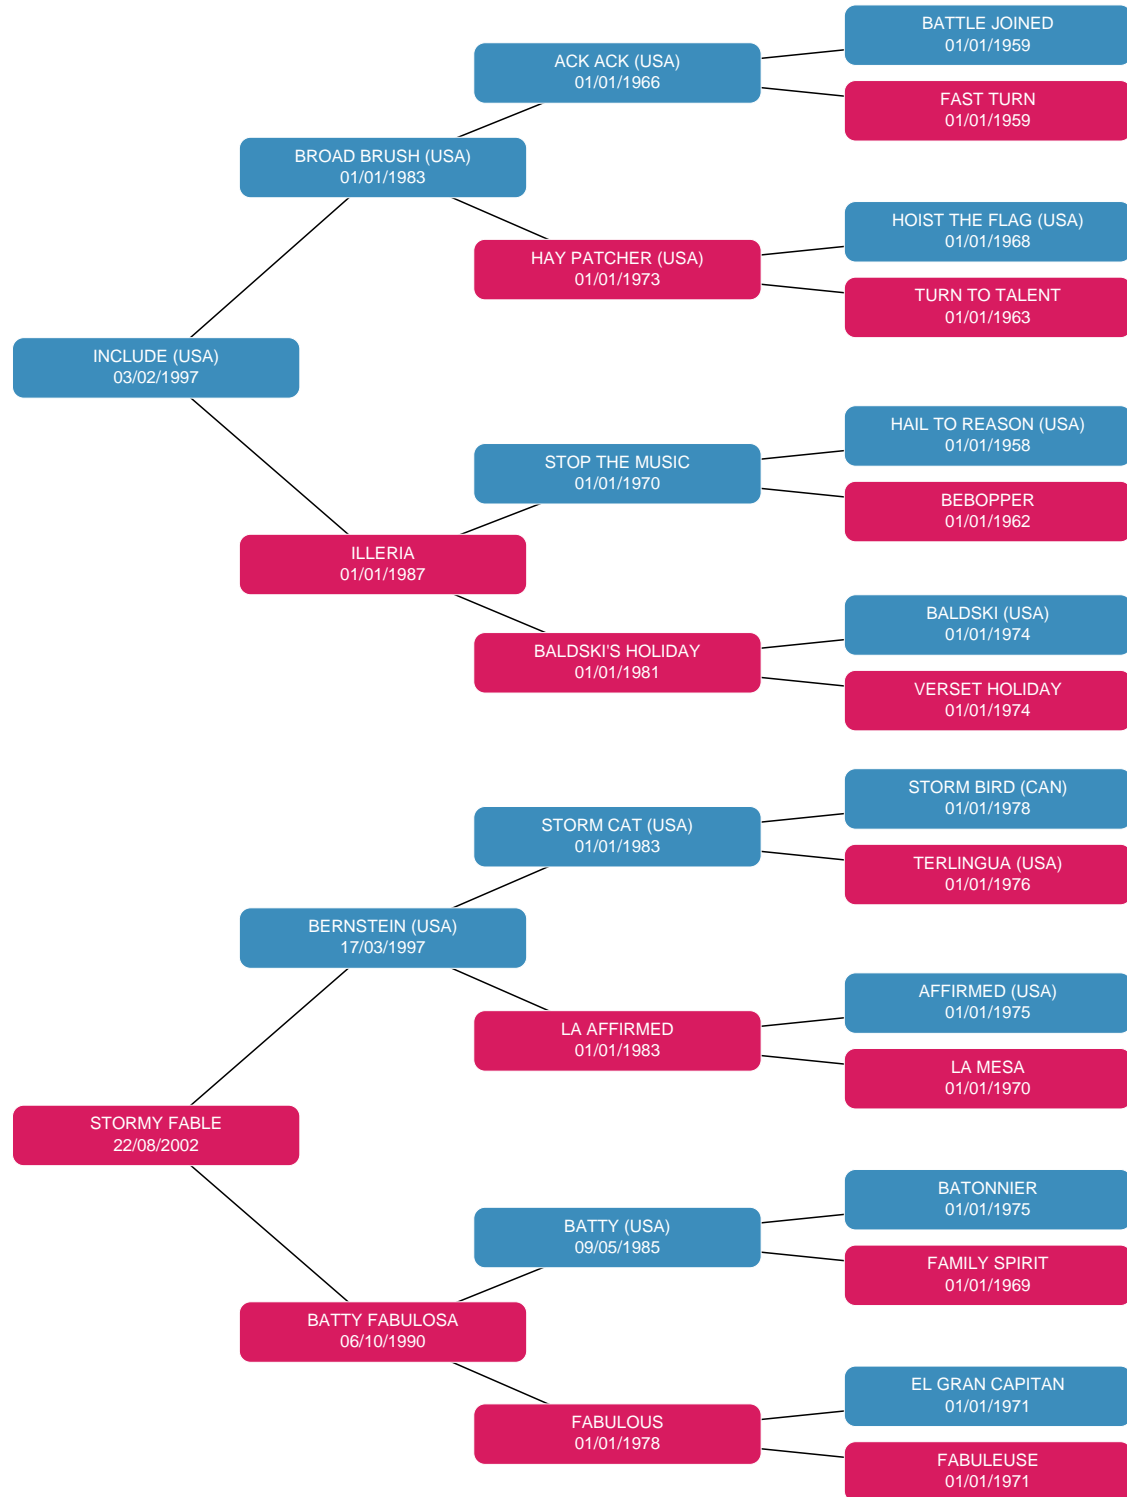 BATTLE JOINED
01/01/1959
ACK ACK (USA)
01/01/1966
FAST TURN
01/01/1959
BROAD BRUSH (USA)
01/01/1983
HOIST THE FLAG (USA)
01/01/1968
HAY PATCHER (USA)
01/01/1973
TURN TO TALENT
01/01/1963
INCLUDE (USA)
03/02/1997
HAIL TO REASON (USA)
01/01/1958
STOP THE MUSIC
01/01/1970
BEBOPPER
01/01/1962
ILLERIA
01/01/1987
BALDSKI (USA)
01/01/1974
BALDSKI'S HOLIDAY
01/01/1981
VERSET HOLIDAY
01/01/1974
STORM BIRD (CAN)
01/01/1978
STORM CAT (USA)
01/01/1983
TERLINGUA (USA)
01/01/1976
BERNSTEIN (USA)
17/03/1997
AFFIRMED (USA)
01/01/1975
LA AFFIRMED
01/01/1983
LA MESA
01/01/1970
STORMY FABLE
22/08/2002
BATONNIER
01/01/1975
BATTY (USA)
09/05/1985
FAMILY SPIRIT
01/01/1969
BATTY FABULOSA
06/10/1990
EL GRAN CAPITAN
01/01/1971
FABULOUS
01/01/1978
FABULEUSE
01/01/1971